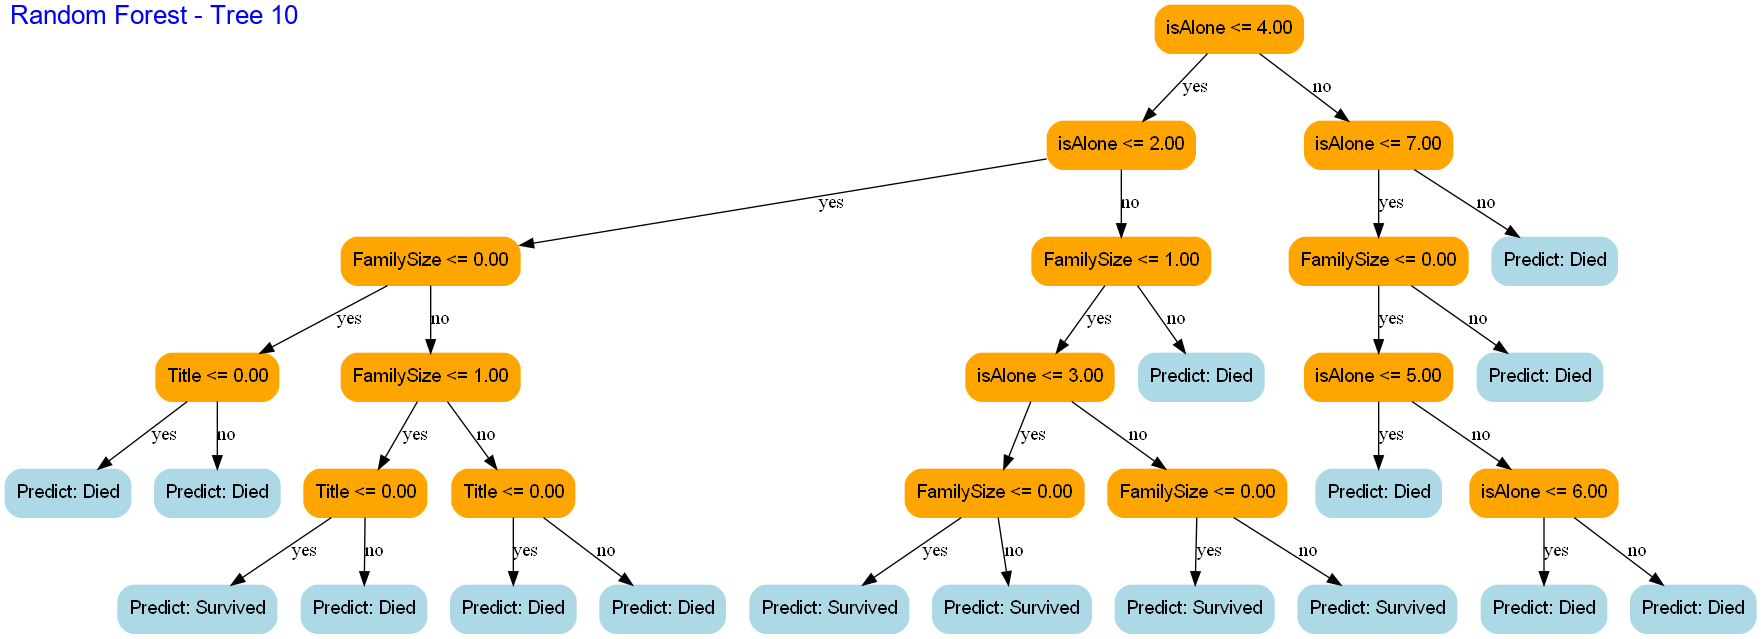 Random Forest - Tree 10
isAlone <= 4.00
yes
no
isAlone <= 2.00
isAlone <= 7.00
yes
no
yes
no
FamilySize <= 0.00
FamilySize <= 1.00
FamilySize <= 0.00
Predict: Died
yes
no
yes
no
yes
no
Title <= 0.00
FamilySize <= 1.00
isAlone <= 3.00
Predict: Died
isAlone <= 5.00
Predict: Died
yes
no
yes
no
yes
no
yes
no
Predict: Died
Predict: Died
Title <= 0.00
Title <= 0.00
FamilySize <= 0.00
FamilySize <= 0.00
Predict: Died
isAlone <= 6.00
yes
no
yes
no
yes
no
yes
no
yes
no
Predict: Survived
Predict: Died
Predict: Died
Predict: Died
Predict: Survived
Predict: Survived
Predict: Survived
Predict: Survived
Predict: Died
Predict: Died